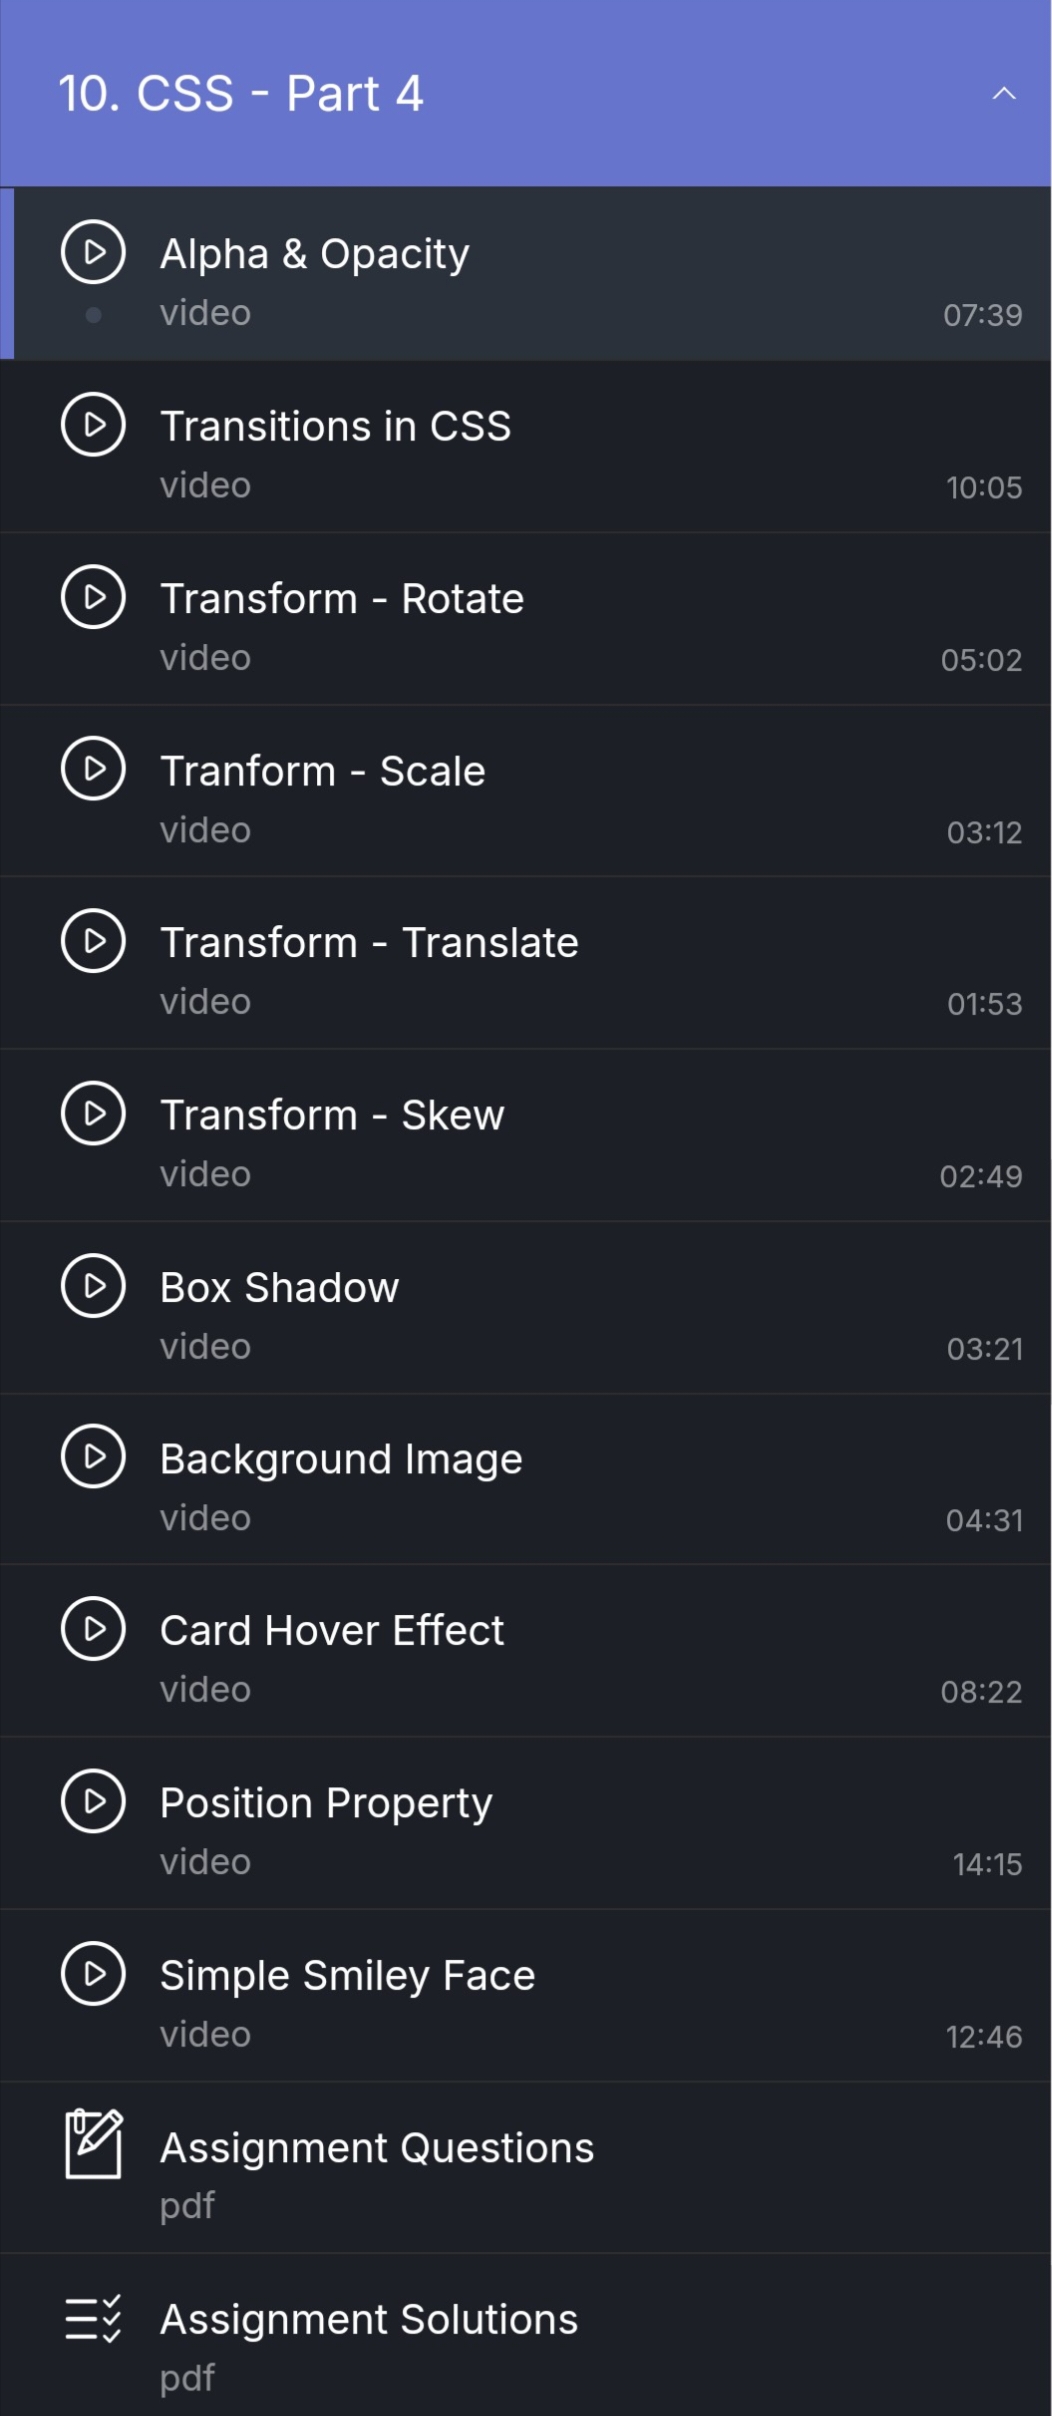 10. CSS - Part 4
Alpha & Opacity
video
07:39
Transitions in CSS
video
10:05
Transform - Rotate
video
05:02
Tranform - Scale
video
03:12
Transform - Translate
video
01:53
Transform - Skew
video
02:49
Box Shadow
video
03:21
Background Image
video
04:31
Card Hover Effect
video
08:22
Position Property
video
14:15
Simple Smiley Face
video
12:46
Assignment Questions
pdf
Assignment Solutions
pdf